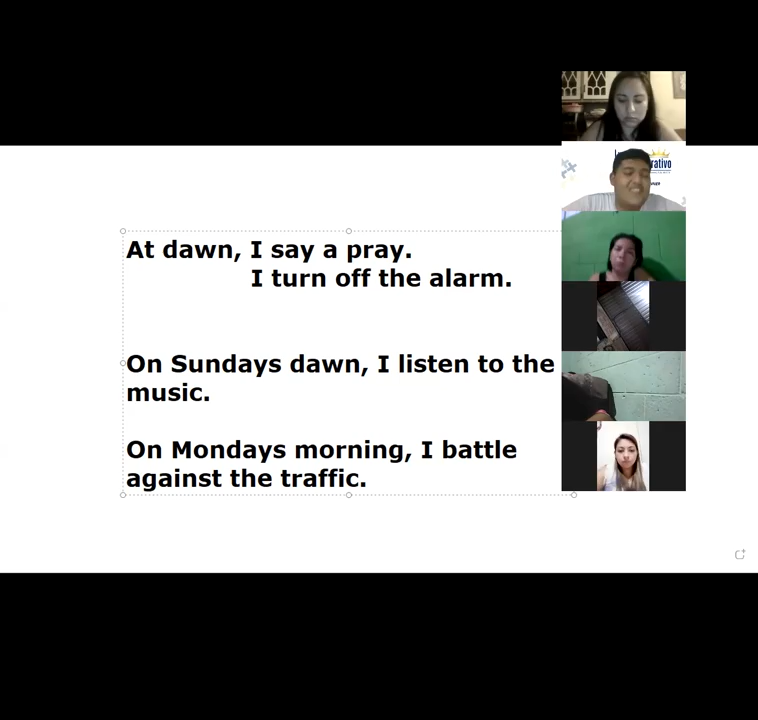 At dawn, I say a pray.
I turn off the alarm.
On Sundays dawn, I listen to the
music.
On Mondays morning, I battle
against the traffic.